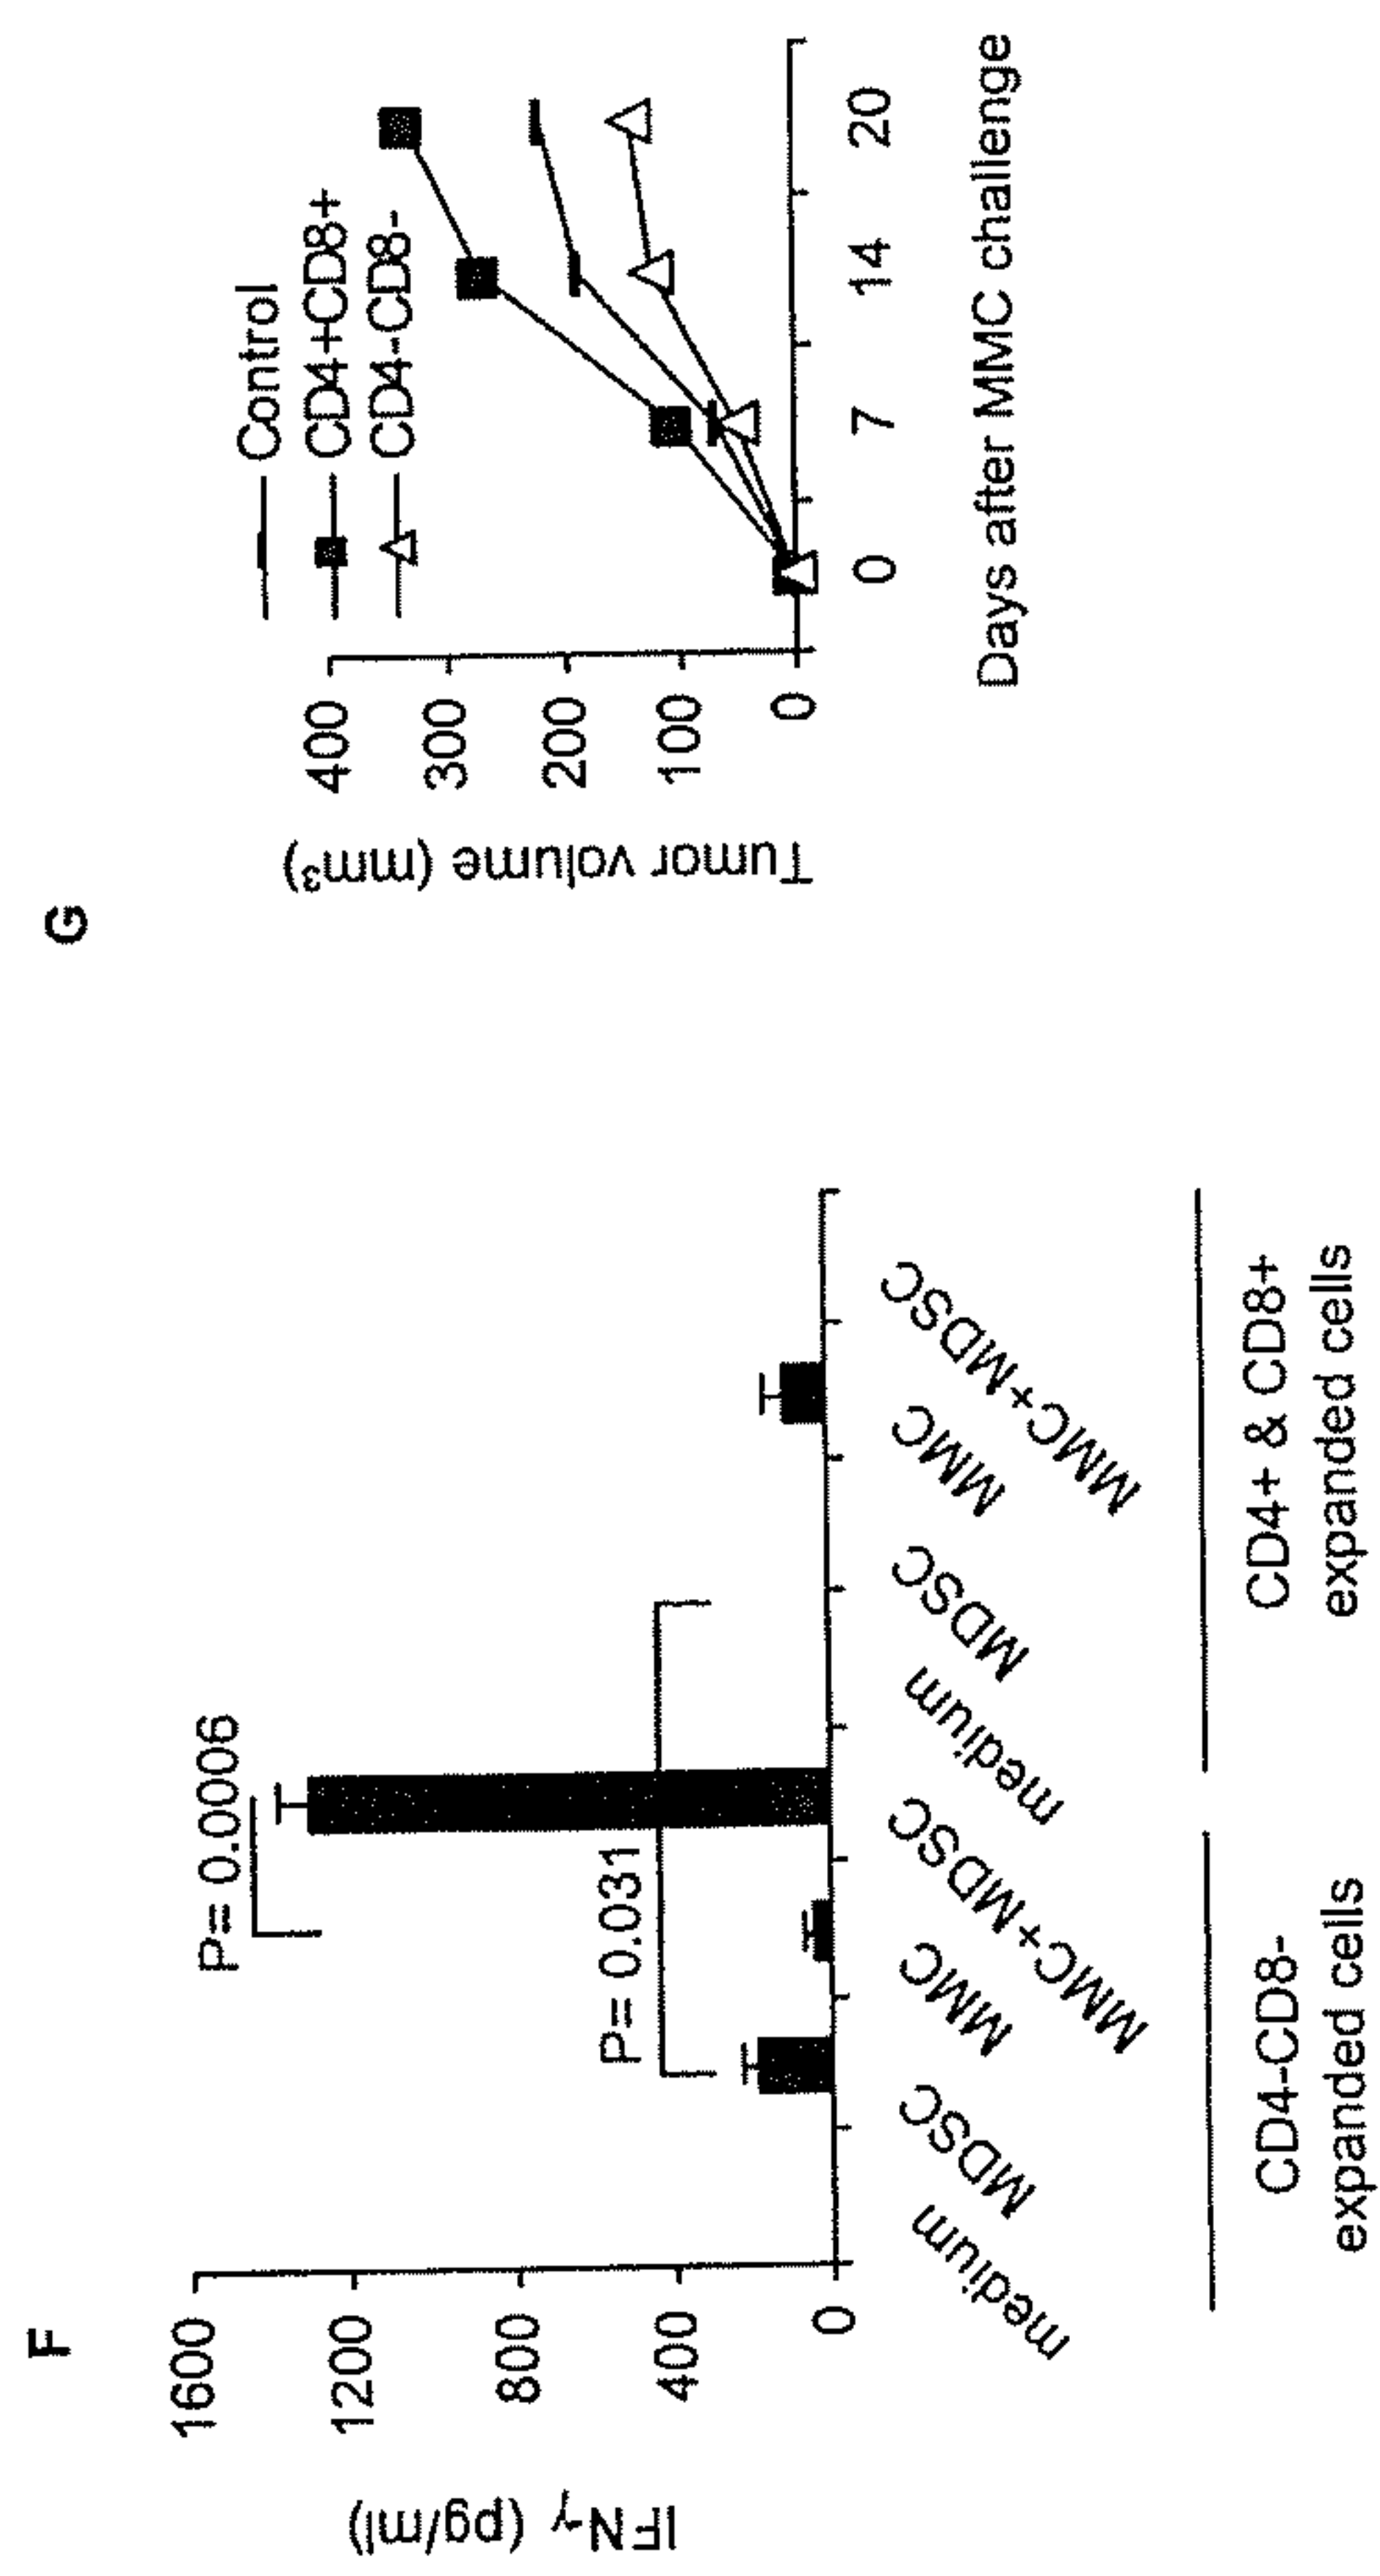 F
IFNγ (pg/ml)
1600
1200
800
400
0
P= 0.0006
P= 0.031
medium
MDSC
MMC
MMC+MDSC
medium
MDSC
MMC
MMC+MDSC
CD4-CD8-
expanded cells
CD4+ & CD8+
expanded cells
G
Tumor volume (mm³)
400
300
200
100
0
Control
CD4+CD8+
CD4-CD8-
0 7 14 20
Days after MMC challenge